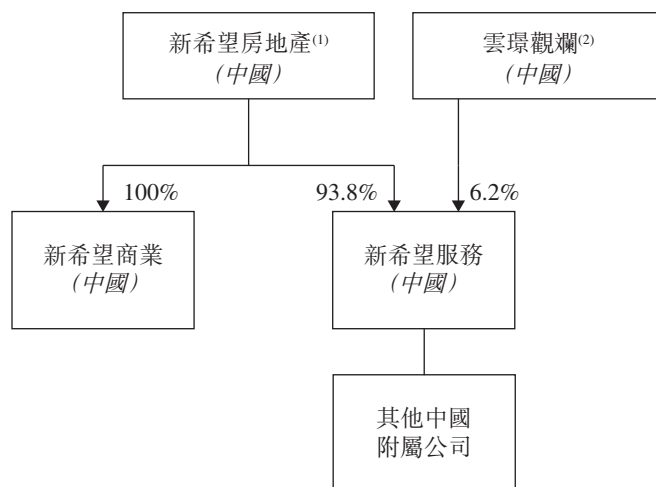 新希望房地產(1)
(中國)
雲璟觀斕(2)
(中國)
100%
93.8%
6.2%
新希望商業
(中國)
新希望服務
(中國)
其他中國
附屬公司